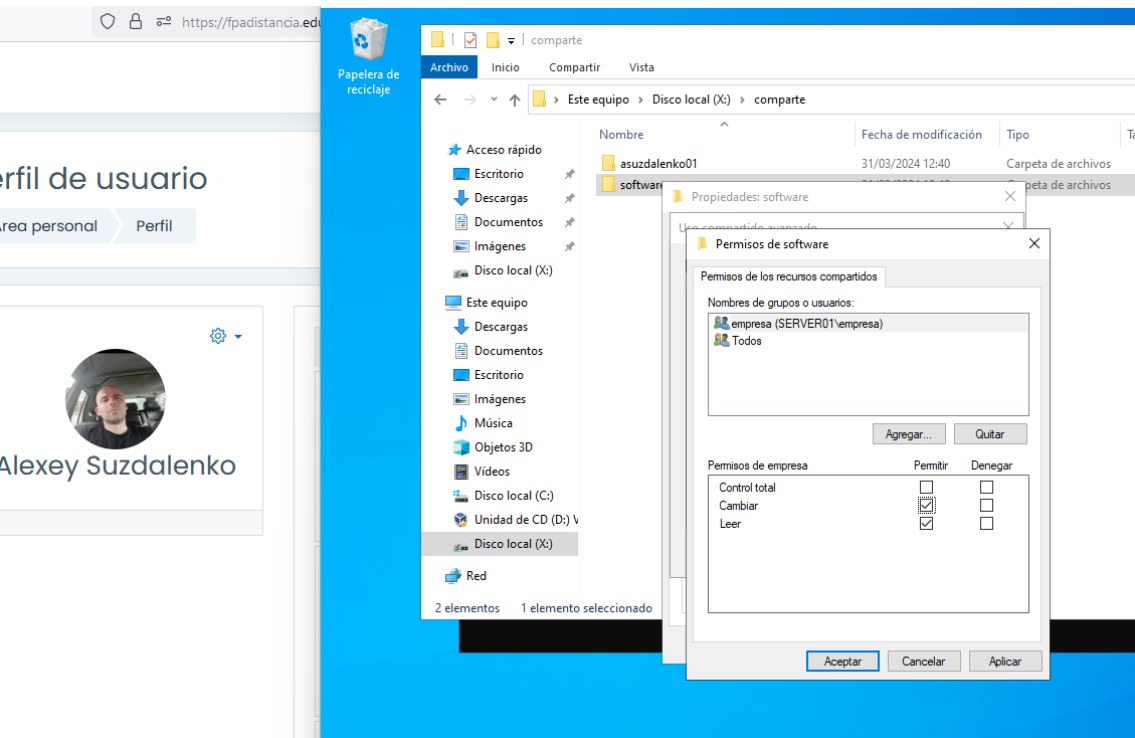 https://fpadistancia.edu
erfil de usuario
Área personal
Perfil
Alexey Suzdalenko
Papelera de
reciclaje
comparte
Archivo Inicio Compartir Vista
Este equipo > Disco local (X:) > comparte
Nombre Fecha de modificación Tipo
asuzdalenko01 31/03/2024 12:40 Carpeta de archivos
software peta de archivos
Acceso rápido
Escritorio
Descargas
Documentos
Imágenes
Disco local (X:)
Este equipo
Descargas
Documentos
Escritorio
Imágenes
Música
Objetos 3D
Vídeos
Disco local (C:)
Unidad de CD (D:) V
Disco local (X:)
Red
2 elementos 1 elemento seleccionado
Propiedades: software
Uso compartido avanzado
Permisos de software
Permisos de los recursos compartidos
Nombres de grupos o usuarios:
empresa (SERVER01\empresa)
Todos
Agregar... Quitar
Permisos de empresa Permitir Denegar
Control total
Cambiar
Leer
Aceptar Cancelar Aplicar